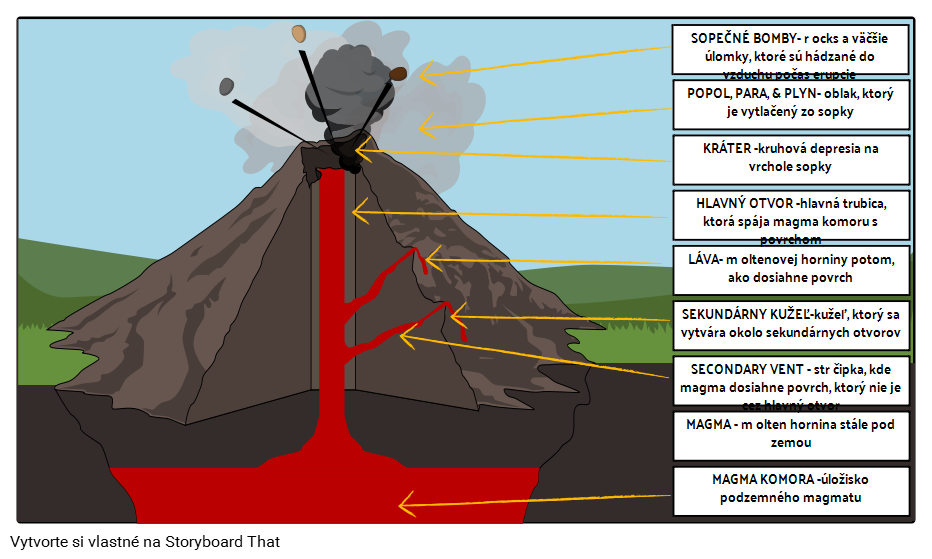 SOPEČNÉ BOMBY- r ocks a väčšie
úlomky, ktoré sú hádzané do
vzduchu počas erupcie
POPOL, PARA, & PLYN- oblak, ktorý
je vytlačený zo sopky
KRÁTER -kruhová depresia na
vrchole sopky
HLAVNÝ OTVOR -hlavná trubica,
ktorá spája magma komoru s
povrchom
LÁVA- m oltenovej horniny potom,
ako dosiahne povrch
SEKUNDÁRNY KUŽEĽ-kužeľ, ktorý sa
vytvára okolo sekundárnych otvorov
SECONDARY VENT - str čipka, kde
magma dosiahne povrch, ktorý nie je
cez hlavný otvor
MAGMA - m olten hornina stále pod
zemou
MAGMA KOMORA -úložisko
podzemného magmatu
Vytvorte si vlastné na Storyboard That